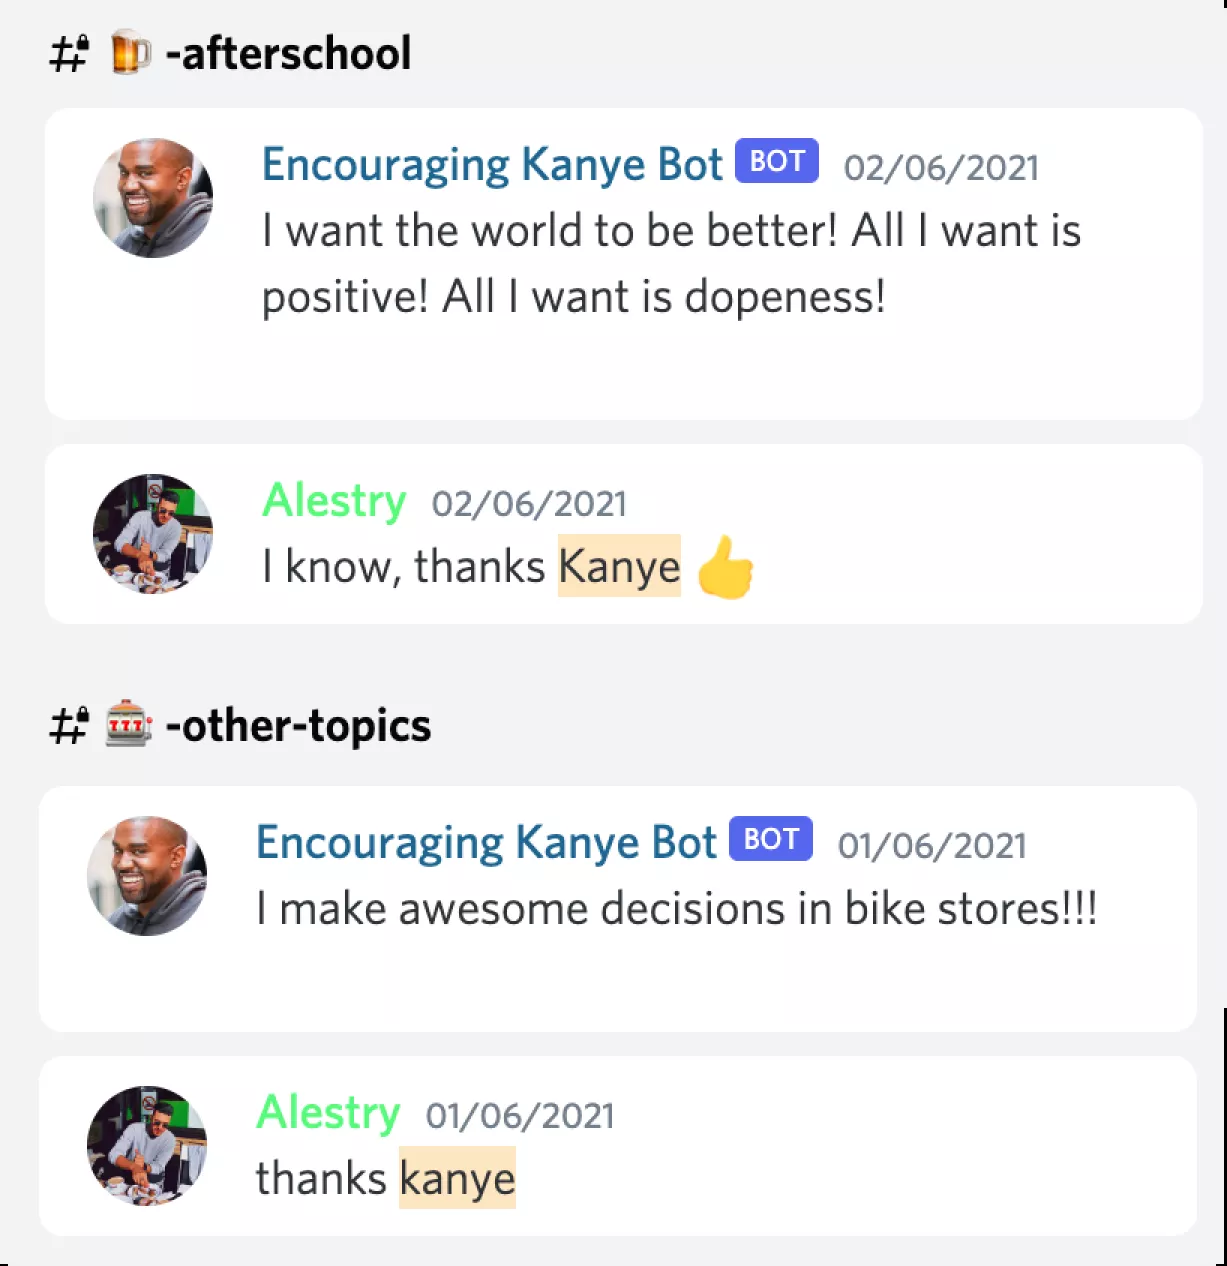 # 🍺 -afterschool
Encouraging Kanye Bot BOT 02/06/2021
I want the world to be better! All I want is
positive! All I want is dopeness!
Alestry 02/06/2021
I know, thanks Kanye 👍
# 🎰 -other-topics
Encouraging Kanye Bot BOT 01/06/2021
I make awesome decisions in bike stores!!!
Alestry 01/06/2021
thanks kanye